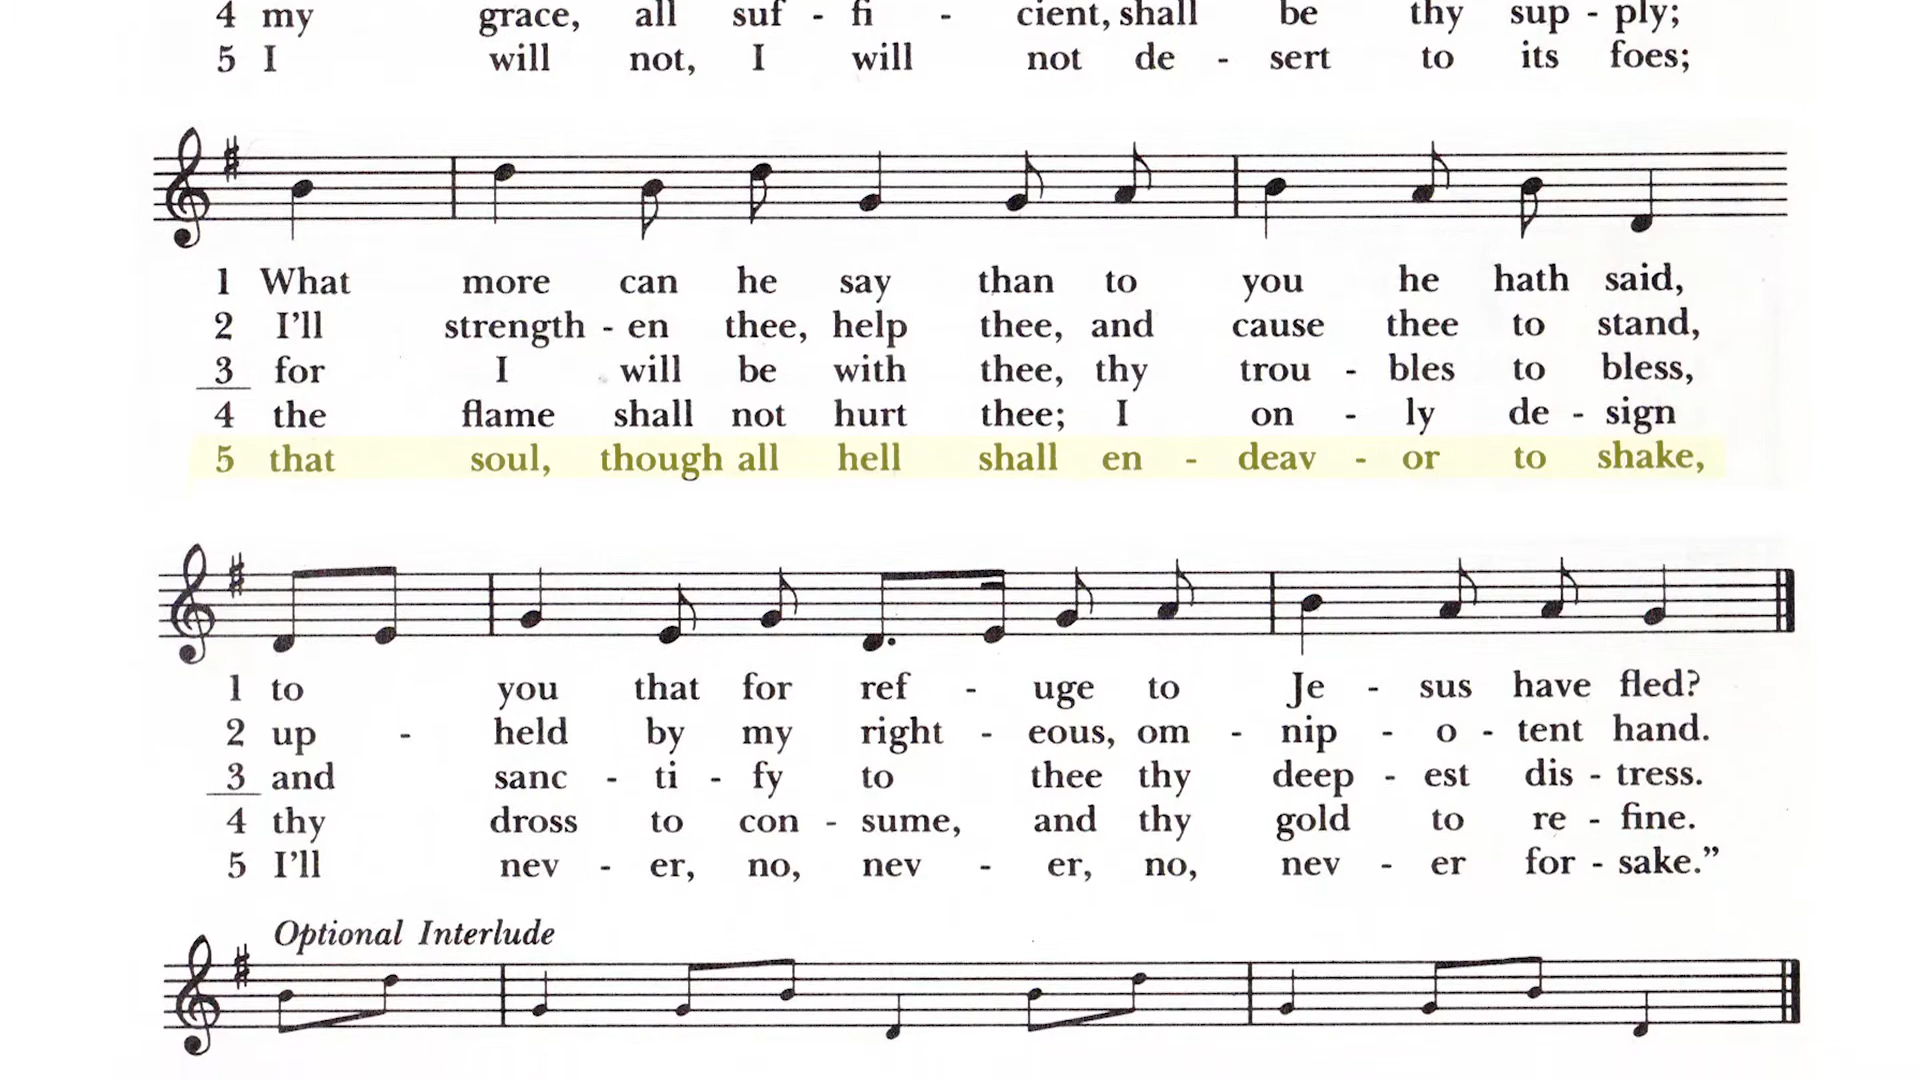 4 my grace, all suf - fi - cient, shall be thy sup - ply;
5 I will not, I will not de - sert to its foes;
1 What more can he say than to you he hath said,
2 I'll strength - en thee, help thee, and cause thee to stand,
3 for I will be with thee, thy trou - bles to bless,
4 the flame shall not hurt thee; I on - ly de - sign
5 that soul, though all hell shall en - deav - or to shake,
1 to you that for ref - uge to Je - sus have fled?
2 up - held by my right - eous, om - nip - o - tent hand.
3 and sanc - ti - fy to thee thy deep - est dis - tress.
4 thy dross to con - sume, and thy gold to re - fine.
5 I'll nev - er, no, nev - er, no, nev - er for - sake.”
Optional Interlude